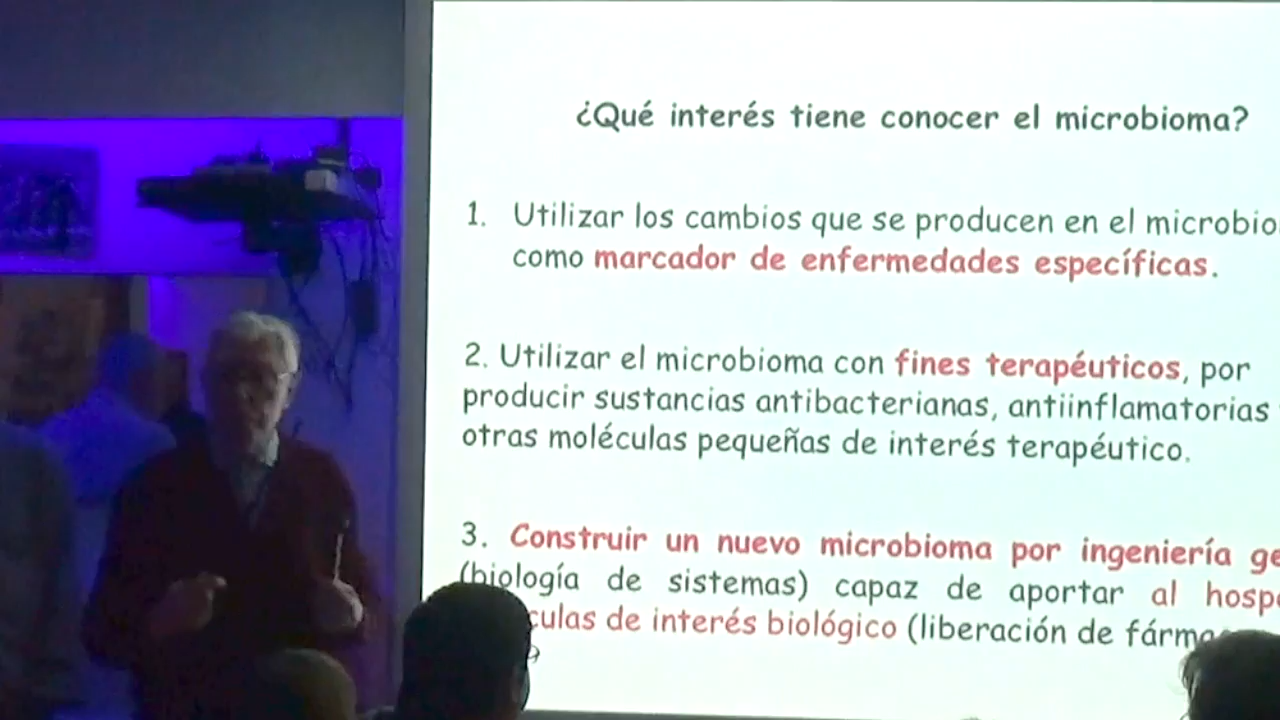 ¿Qué interés tiene conocer el microbioma?
1. Utilizar los cambios que se producen en el
como marcador de enfermedades específicas.
2. Utilizar el microbioma con fines terapéuticos, por
producir sustancias antibacterianas, antiinflamatorias
otras moléculas pequeñas de interés terapéutico.
3. Construir un nuevo microbioma por ingeniería
(biología de sistemas) capaz de aportar al
de interés biológico (liberación de